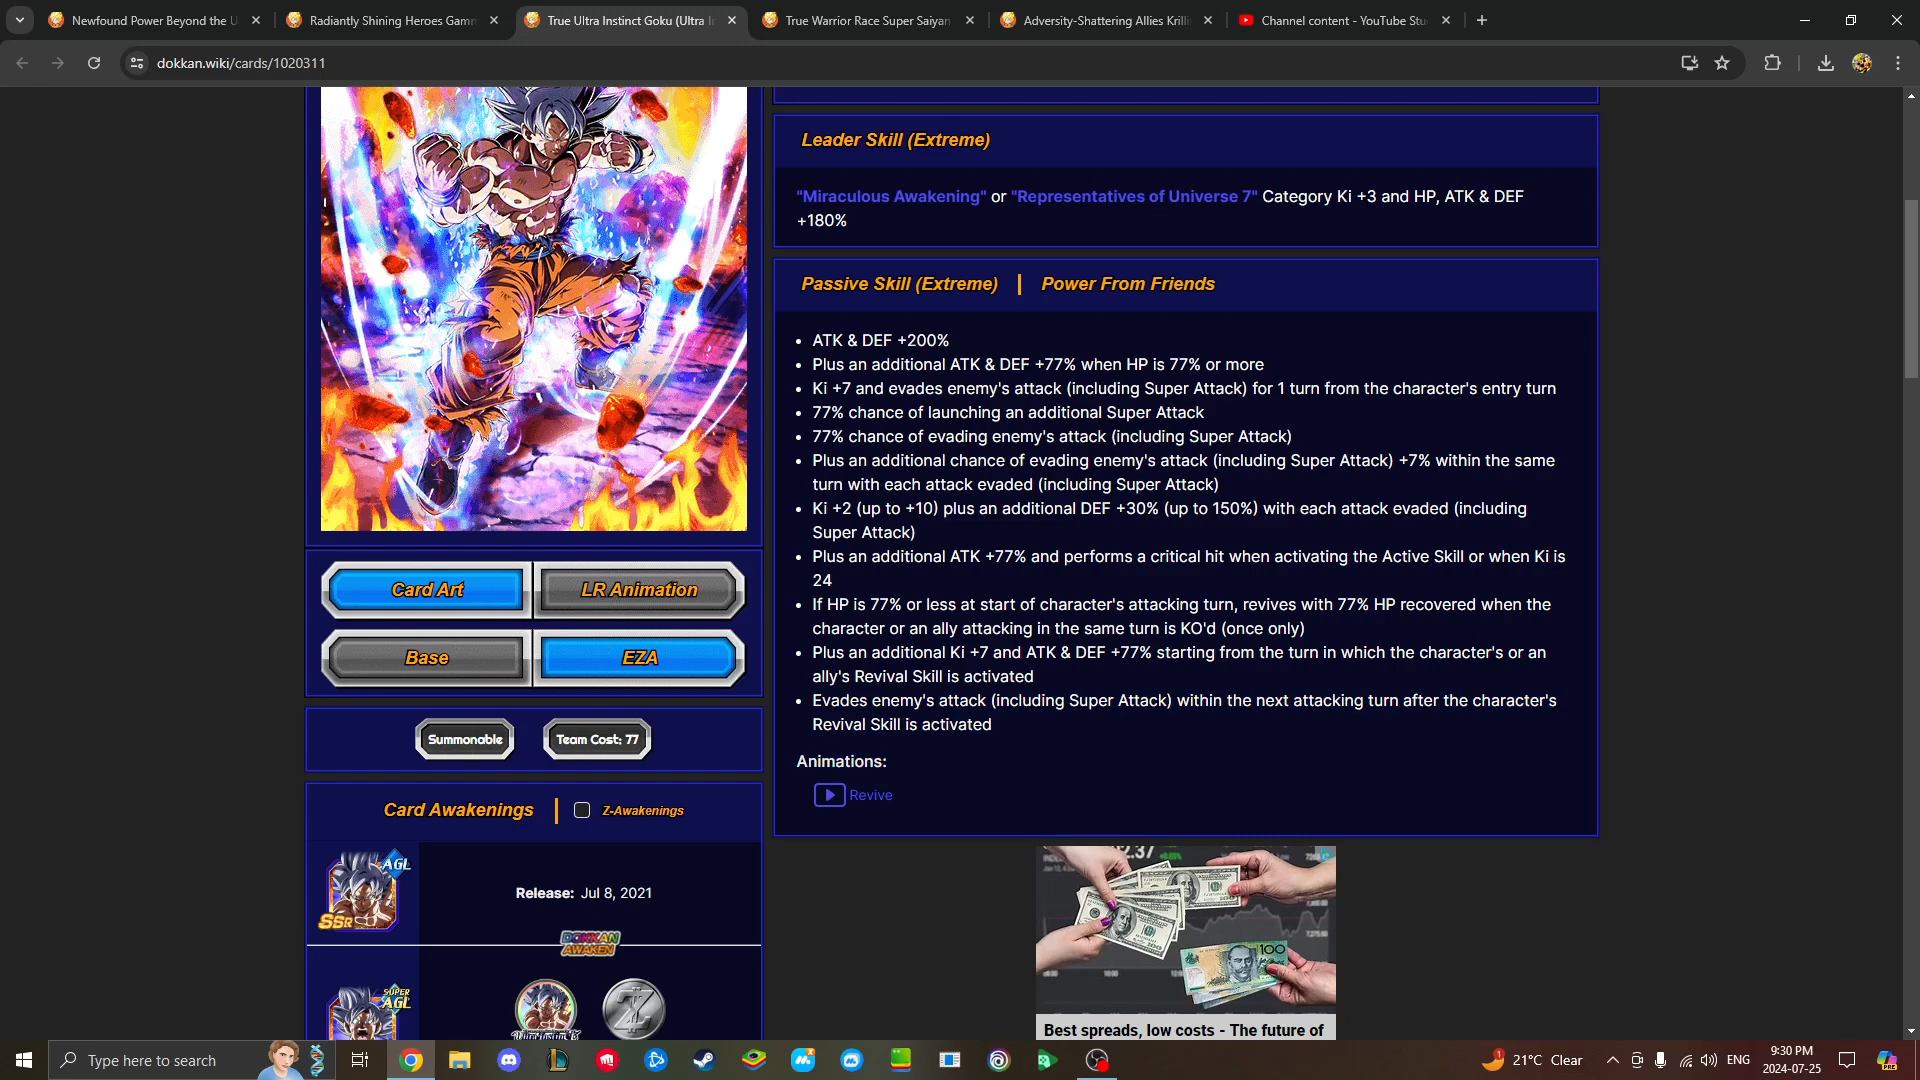 Newfound Power Beyond the U
Radiantly Shining Heroes Gamm
True Ultra Instinct Goku (Ultra I
True Warrior Race Super Saiyan
Adversity-Shattering Allies Krilli
Channel content - YouTube Stu
dokkan.wiki/cards/1020311
Leader Skill (Extreme)
"Miraculous Awakening" or "Representatives of Universe 7" Category Ki +3 and HP, ATK & DEF
+180%
Passive Skill (Extreme) | Power From Friends
• ATK & DEF +200%
• Plus an additional ATK & DEF +77% when HP is 77% or more
• Ki +7 and evades enemy's attack (including Super Attack) for 1 turn from the character's entry turn
• 77% chance of launching an additional Super Attack
• 77% chance of evading enemy's attack (including Super Attack)
• Plus an additional chance of evading enemy's attack (including Super Attack) +7% within the same
turn with each attack evaded (including Super Attack)
• Ki +2 (up to +10) plus an additional DEF +30% (up to 150%) with each attack evaded (including
Super Attack)
• Plus an additional ATK +77% and performs a critical hit when activating the Active Skill or when Ki is
24
• If HP is 77% or less at start of character's attacking turn, revives with 77% HP recovered when the
character or an ally attacking in the same turn is KO'd (once only)
• Plus an additional Ki +7 and ATK & DEF +77% starting from the turn in which the character's or an
ally's Revival Skill is activated
• Evades enemy's attack (including Super Attack) within the next attacking turn after the character's
Revival Skill is activated
Animations:
Revive
Card Art
LR Animation
Base
EZA
Summonable
Team Cost: 77
Card Awakenings | Z-Awakenings
AGL
SSR
Release: Jul 8, 2021
DOKKAN
AWAKEN
SUPER
AGL
Z
2.37
100
Best spreads, low costs - The future of
Type here to search
21°C Clear
ENG
9:30 PM
2024-07-25